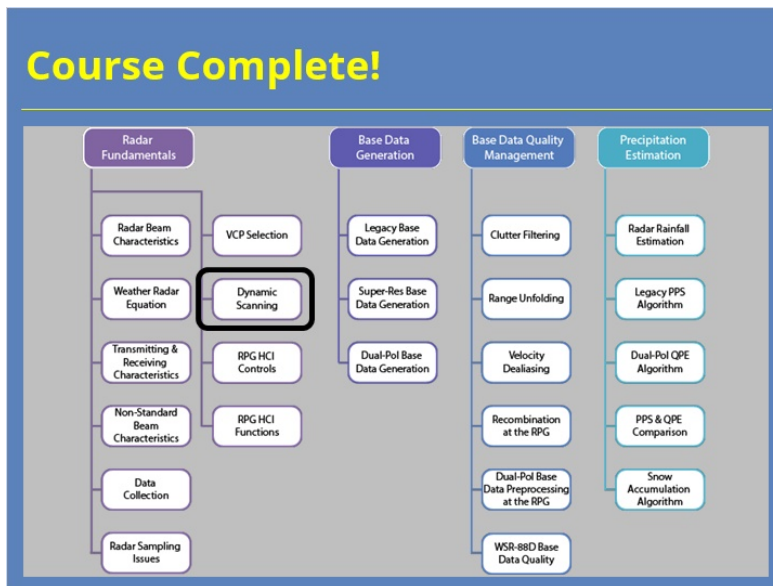 Course Complete!
Radar
Fundamentals
Radar Beam
Characteristics
Weather Radar
Equation
Transmitting &
Receiving
Characteristics
Non-Standard
Beam
Characteristics
Data
Collection
Radar Sampling
Issues
VCP Selection
Dynamic
Scanning
RPG HCI
Controls
RPG HCI
Functions
Base Data
Generation
Legacy Base
Data Generation
Super-Res Base
Data Generation
Dual-Pol Base
Data Generation
Base Data Quality
Management
Clutter Filtering
Range Unfolding
Velocity
Dealiasing
Recombination
at the RPG
Dual-Pol Base
Data Preprocessing
at the RPG
WSR-88D Base
Data Quality
Precipitation
Estimation
Radar Rainfall
Estimation
Legacy PPS
Algorithm
Dual-Pol QPE
Algorithm
PPS & QPE
Comparison
Snow
Accumulation
Algorithm